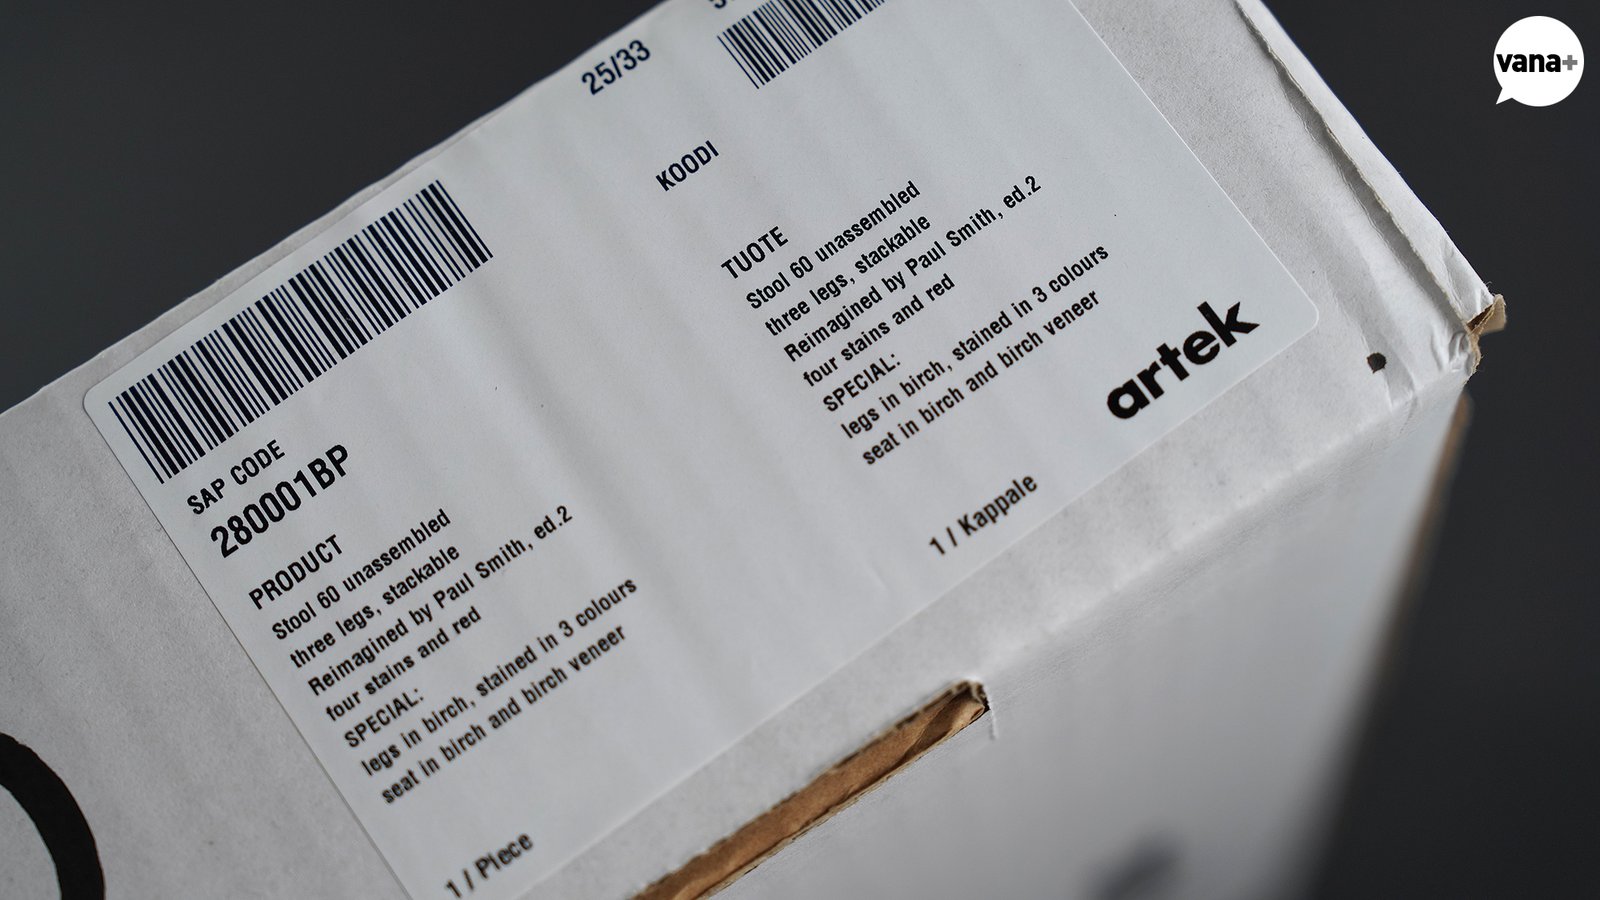 vana+
25/33
SAP CODE
280001BP
PRODUCT
Stool 60 unassembled
three legs, stackable
Reimagined by Paul Smith, ed.2
four stains and red
SPECIAL:
legs in birch, stained in 3 colours
seat in birch and birch veneer
1 / Piece
KOODI
TUOTE
Stool 60 unassembled
three legs, stackable
Reimagined by Paul Smith, ed.2
four stains and red
SPECIAL:
legs in birch, stained in 3 colours
seat in birch and birch veneer
1 / Kappale
artek